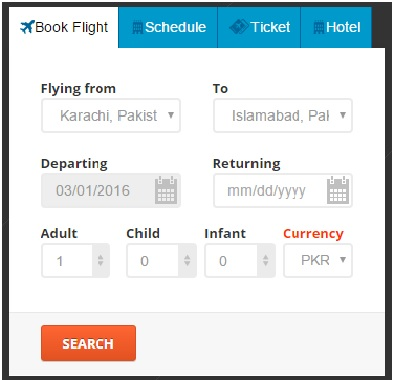 Book Flight Schedule Ticket Hotel
Flying from To
Karachi, Pakist Islamabad, Pak
Departing Returning
03/01/2016 mm/dd/yyyy
Adult Child Infant Currency
1 0 0 PKR
SEARCH